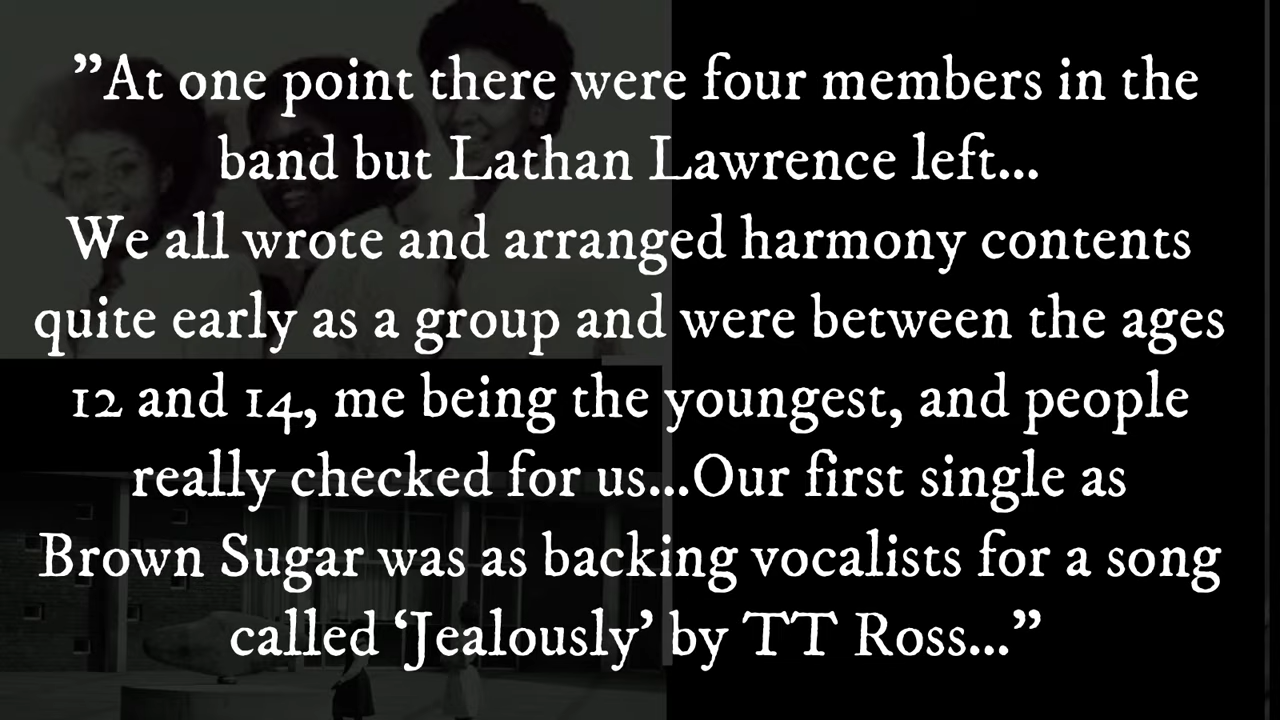 ”At one point there were four members in the
band but Lathan Lawrence left...
We all wrote and arranged harmony contents
quite early as a group and were between the ages
12 and 14, me being the youngest, and people
really checked for us...Our first single as
Brown Sugar was as backing vocalists for a song
called ‘Jealously’ by TT Ross...”